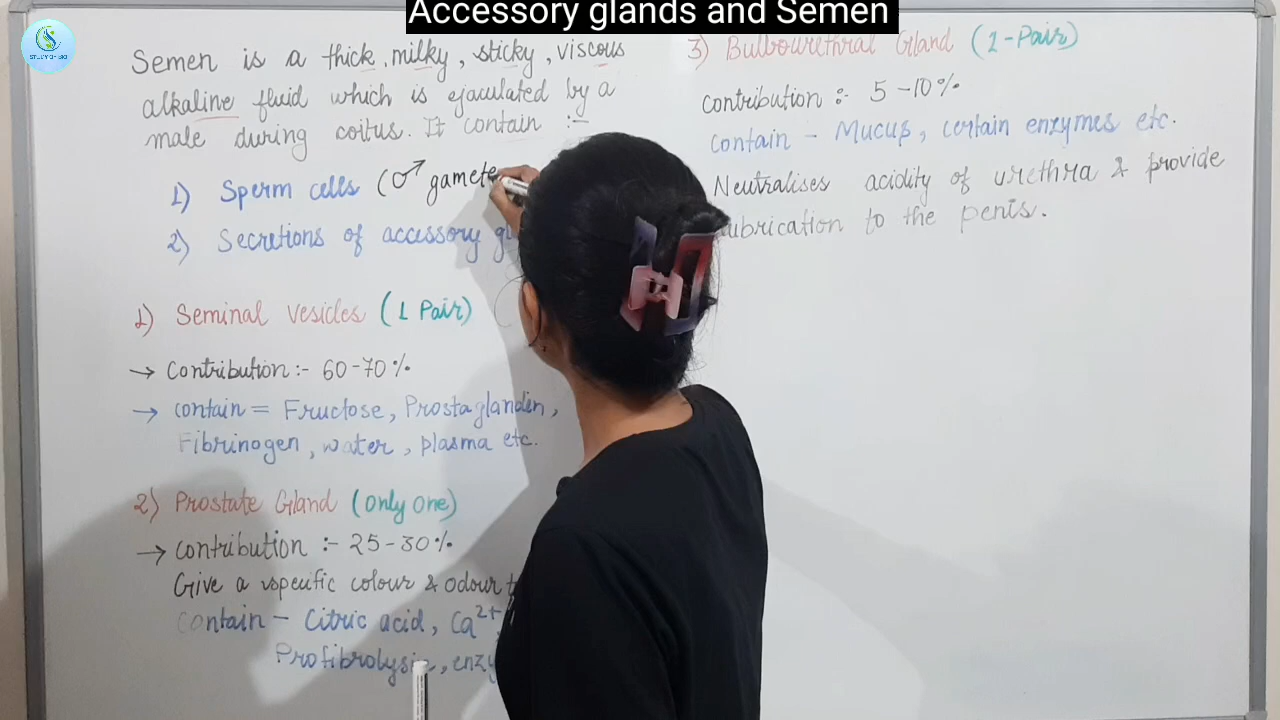 Accessory glands and Semen
Semen is a thick, milky, sticky, viscous
alkaline fluid which is ejaculated by a
male during coitus. It contain :-
1) Sperm cells (♂ gamete
2) Secretions of accessory
1) Seminal vesicles (1 Pair)
→ Contribution :- 60-70%
→ contain = Fructose, Prostaglandin,
Fibrinogen, water, plasma etc.
2) Prostate Gland (Only One)
→ Contribution :- 25-30%
Give a specific colour & odour
Contain - Citric acid, Ca2+
3) Bulbourethral Gland (1-Pair)
Contribution :- 5-10%
Contain - Mucus, certain enzymes etc.
Neutralises acidity of urethra & provide
lubrication to the penis.